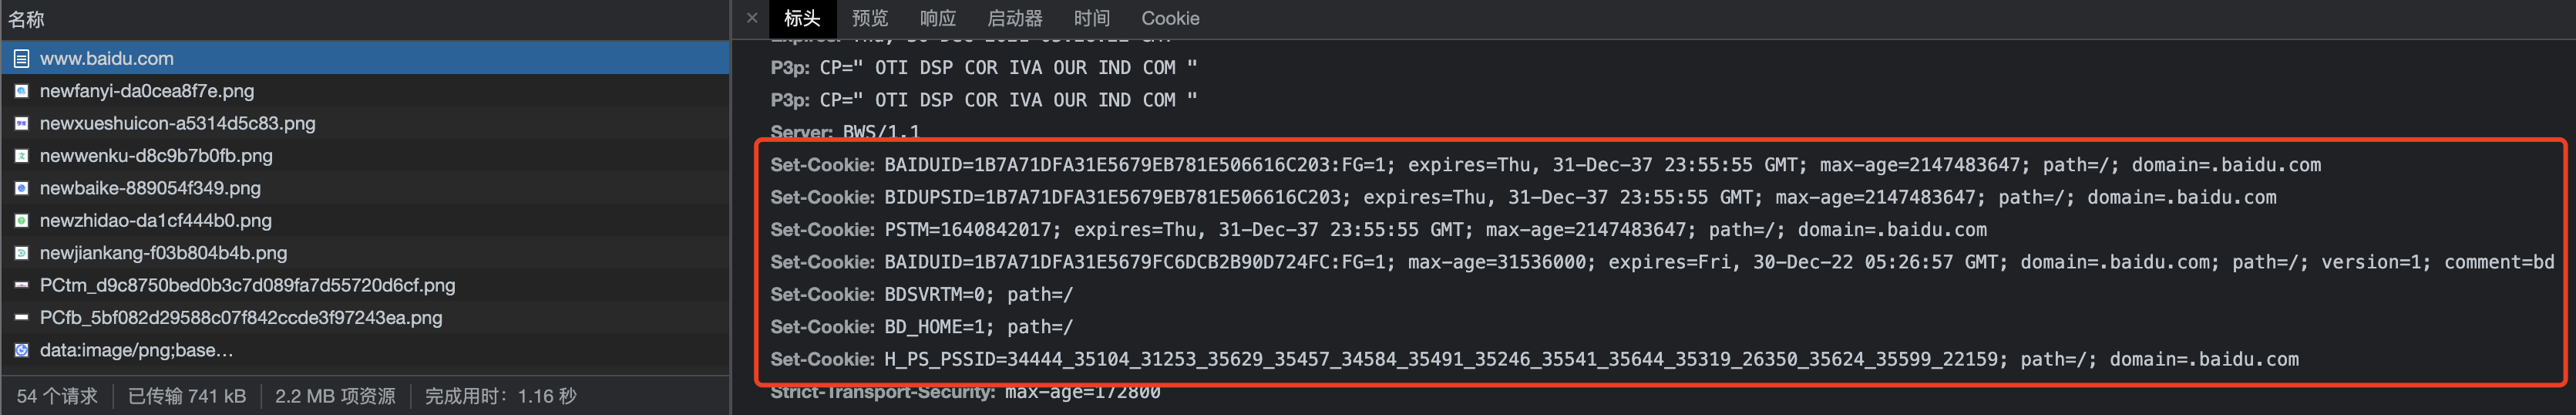 名称
www.baidu.com
newfanyi-da0cea8f7e.png
newxueshuicon-a5314d5c83.png
newwenku-d8c9b7b0fb.png
newbaike-889054f349.png
newzhidao-da1cf444b0.png
newjiankang-f03b804b4b.png
PCtm_d9c8750bed0b3c7d089fa7d55720d6cf.png
PCfb_5bf082d29588c07f842ccde3f97243ea.png
data:image/png;base…
54 个请求 已传输 741 kB 2.2 MB 项资源 完成用时：1.16 秒
× 标头 预览 响应 启动器 时间 Cookie
P3p: CP=" OTI DSP COR IVA OUR IND COM "
P3p: CP=" OTI DSP COR IVA OUR IND COM "
Server: BWS/1.1
Set-Cookie: BAIDUID=1B7A71DFA31E5679EB781E506616C203:FG=1; expires=Thu, 31-Dec-37 23:55:55 GMT; max-age=2147483647; path=/; domain=.baidu.com
Set-Cookie: BIDUPSID=1B7A71DFA31E5679EB781E506616C203; expires=Thu, 31-Dec-37 23:55:55 GMT; max-age=2147483647; path=/; domain=.baidu.com
Set-Cookie: PSTM=1640842017; expires=Thu, 31-Dec-37 23:55:55 GMT; max-age=2147483647; path=/; domain=.baidu.com
Set-Cookie: BAIDUID=1B7A71DFA31E5679FC6DCB2B90D724FC:FG=1; max-age=31536000; expires=Fri, 30-Dec-22 05:26:57 GMT; domain=.baidu.com; path=/; version=1; comment=bd
Set-Cookie: BDSVRTM=0; path=/
Set-Cookie: BD_HOME=1; path=/
Set-Cookie: H_PS_PSSID=34444_35104_31253_35629_35457_34584_35491_35246_35541_35644_35319_26350_35624_35599_22159; path=/; domain=.baidu.com
Strict-Transport-Security: max-age=172800